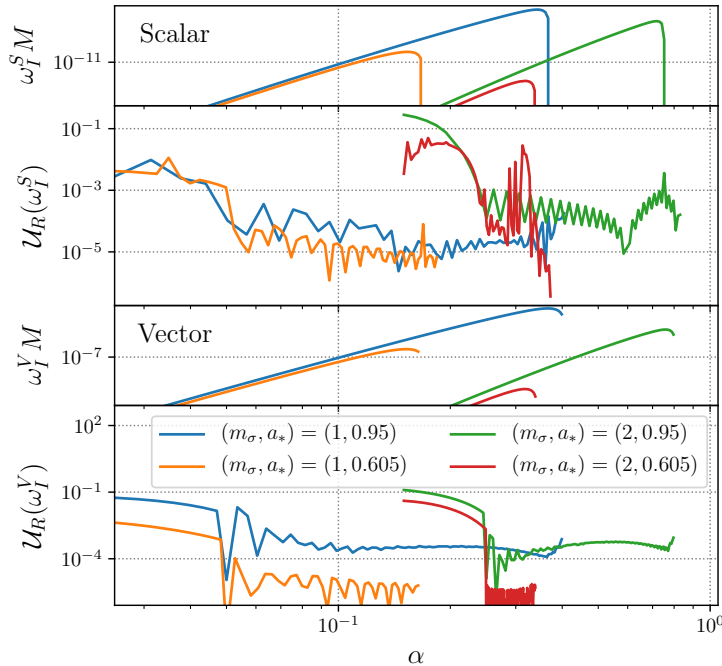 Scalar
ω_I^S M
10^{-11}
10^{-1}
10^{-3}
10^{-5}
𝒰_R(ω_I^S)
Vector
ω_I^V M
10^{-7}
(m_σ, a_*) = (1, 0.95)
(m_σ, a_*) = (2, 0.95)
(m_σ, a_*) = (1, 0.605)
(m_σ, a_*) = (2, 0.605)
10^2
10^{-1}
10^{-4}
𝒰_R(ω_I^V)
10^{-1}
10^0
α